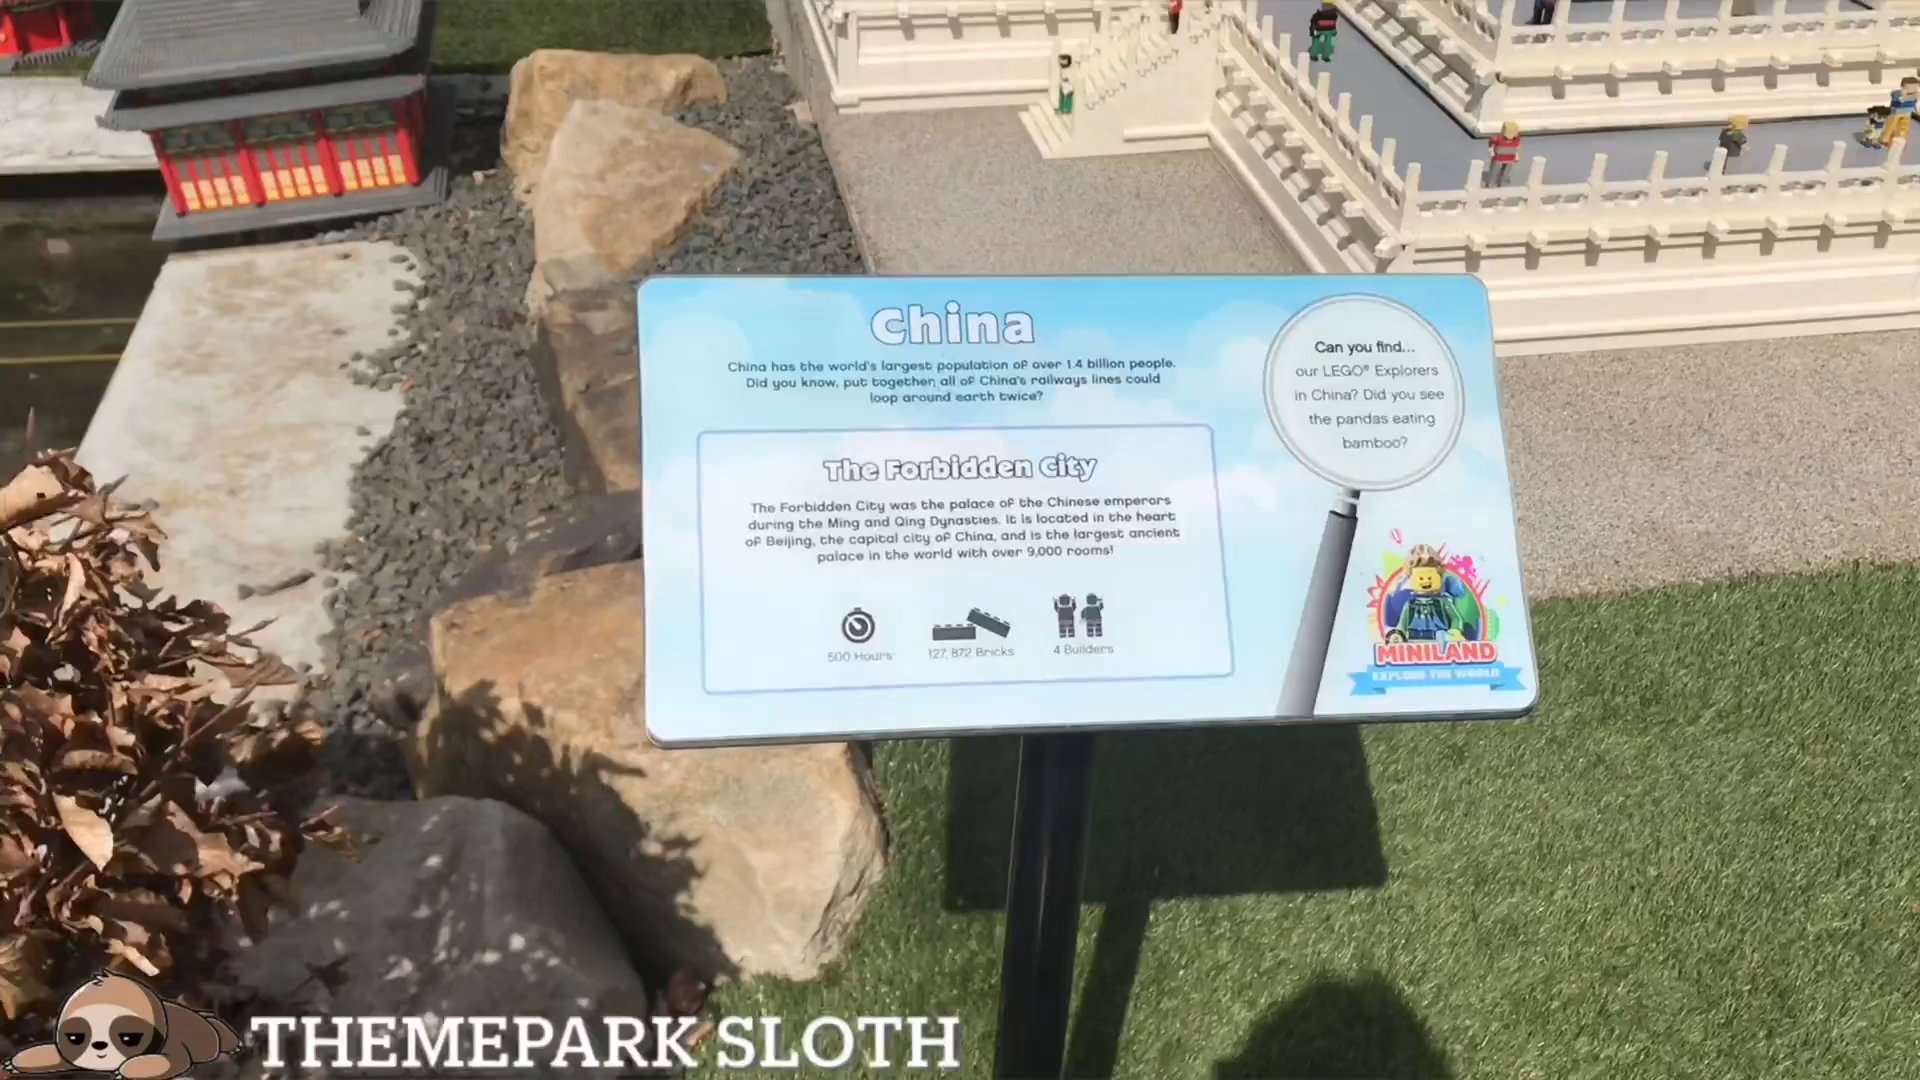 China
China has the world's largest population of over 1.4 billion people.
Did you know, put together, all of China's railways lines could
loop around earth twice?
The Forbidden City
The Forbidden City was the palace of the Chinese emperors
during the Ming and Qing Dynasties. It is located in the heart
of Beijing, the capital city of China, and is the largest ancient
palace in the world with over 9,000 rooms!
500 Hours
127, 872 Bricks
4 Builders
Can you find...
our LEGO® Explorers
in China? Did you see
the pandas eating
bamboo?
MINILAND
EXPLORE THE WORLD
THEMEPARK SLOTH